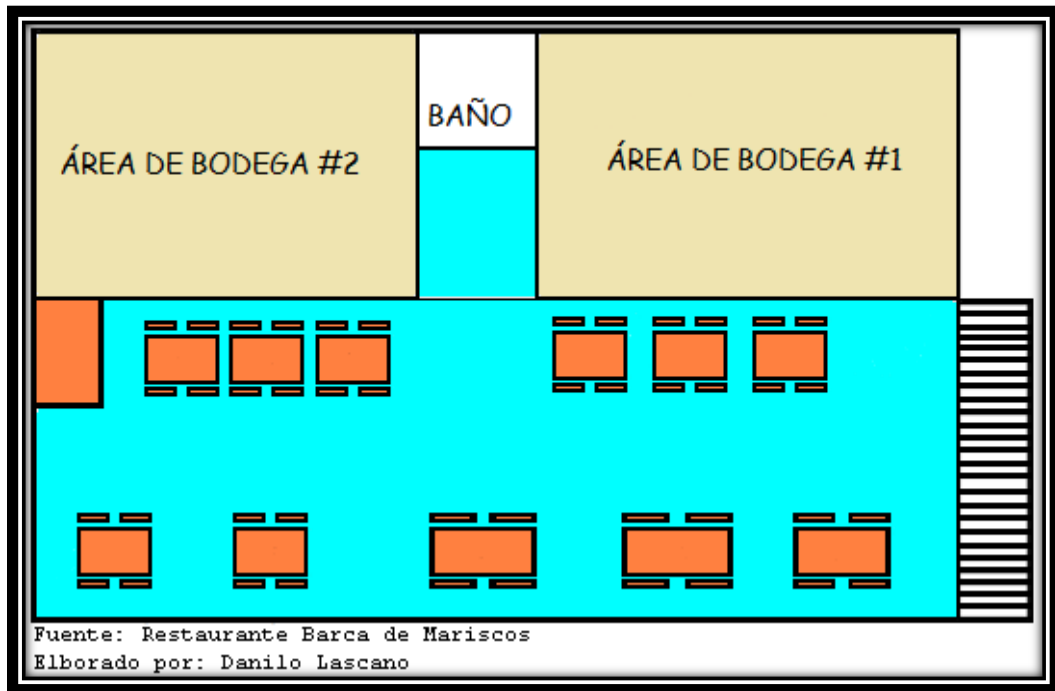 BAÑO
ÁREA DE BODEGA #2
ÁREA DE BODEGA #1
Fuente: Restaurante Barca de Mariscos
Elborado por: Danilo Lascano